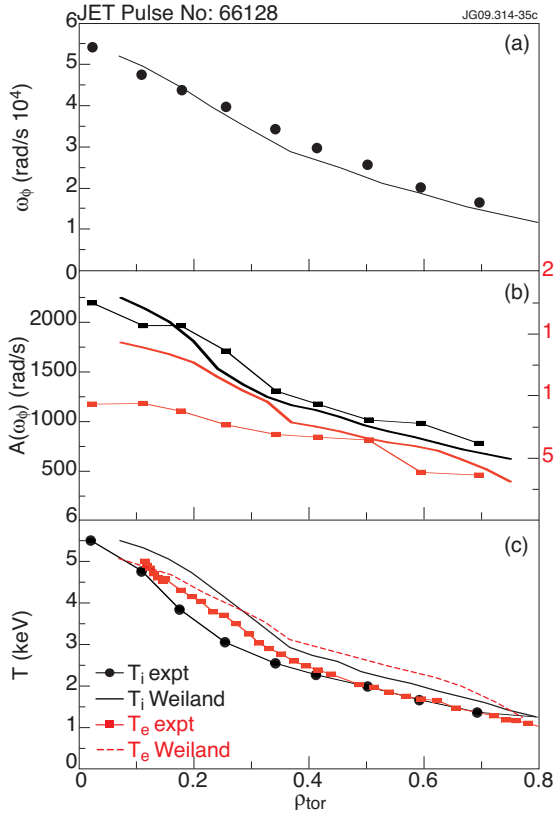 JET Pulse No: 66128
JG09.314-35c
(a)
6
5
4
3
2
1
0
ωϕ (rad/s 10⁴)
(b)
2000
1500
1000
500
6
A(ωϕ) (rad/s)
2
1
1
5
(c)
5
4
3
2
1
0
T (keV)
Ti expt
Ti Weiland
Te expt
Te Weiland
0
0.2
0.4
0.6
0.8
ρtor